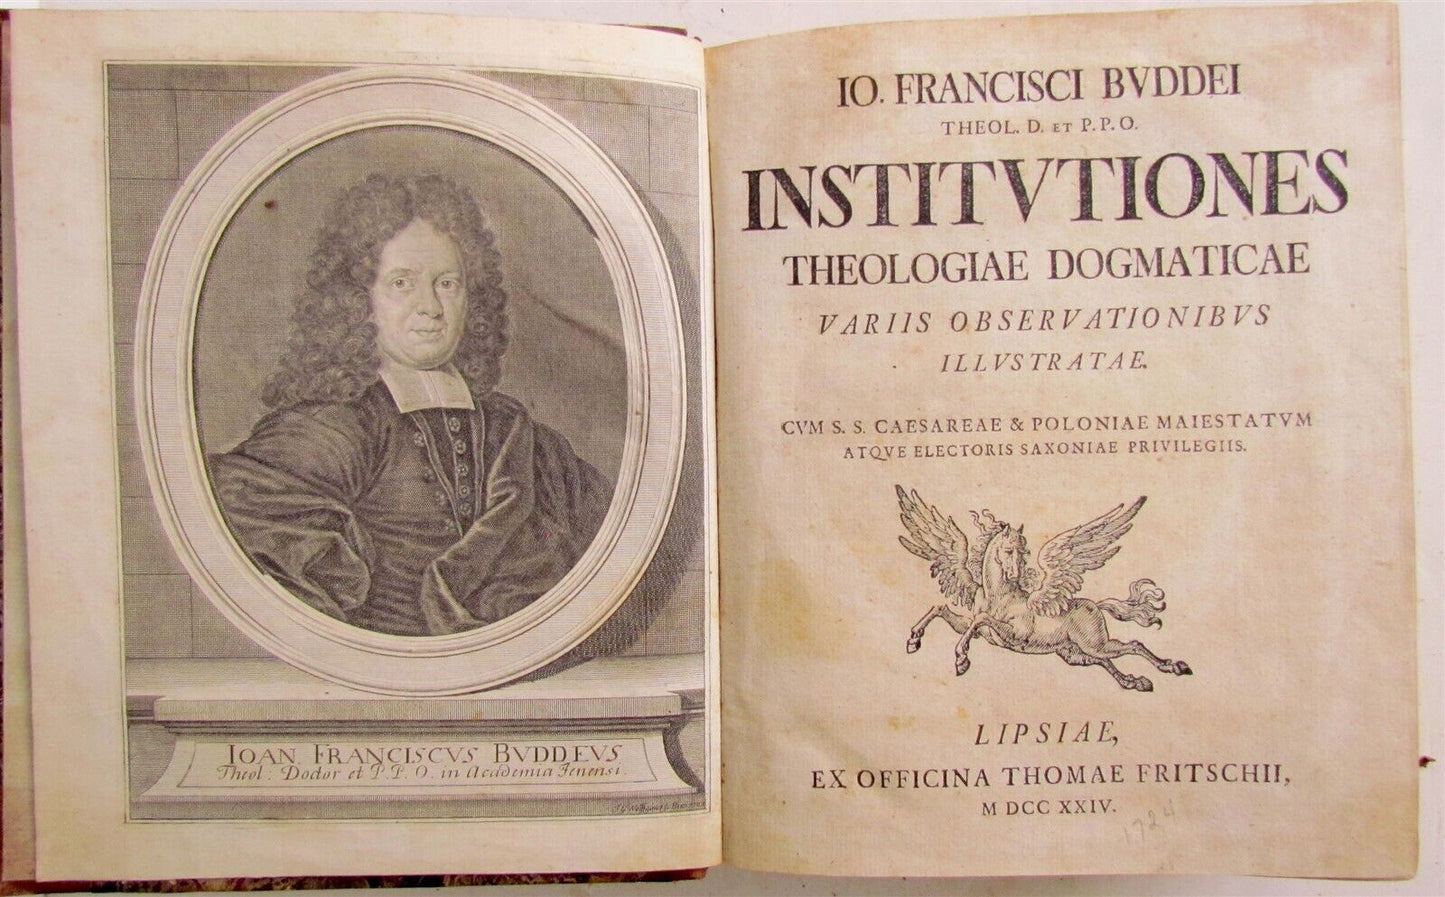 IOAN FRANCISCVS BVDDEVS
Theol: Doctor et P. P. O. in Academia Jenensi.
IO. FRANCISCI BVDDEI
THEOL. D. ET P. P. O.
INSTITVTIONES
THEOLOGIAE DOGMATICAE
VARIIS OBSERVATIONIBVS
ILLVSTRATAE.
CVM S. S. CAESAREAE & POLONIAE MAIESTATVM
ATQVE ELECTORIS SAXONIAE PRIVILEGIIS.
LIPSIAE,
EX OFFICINA THOMAE FRITSCHII,
M DCC XXIV.
1724